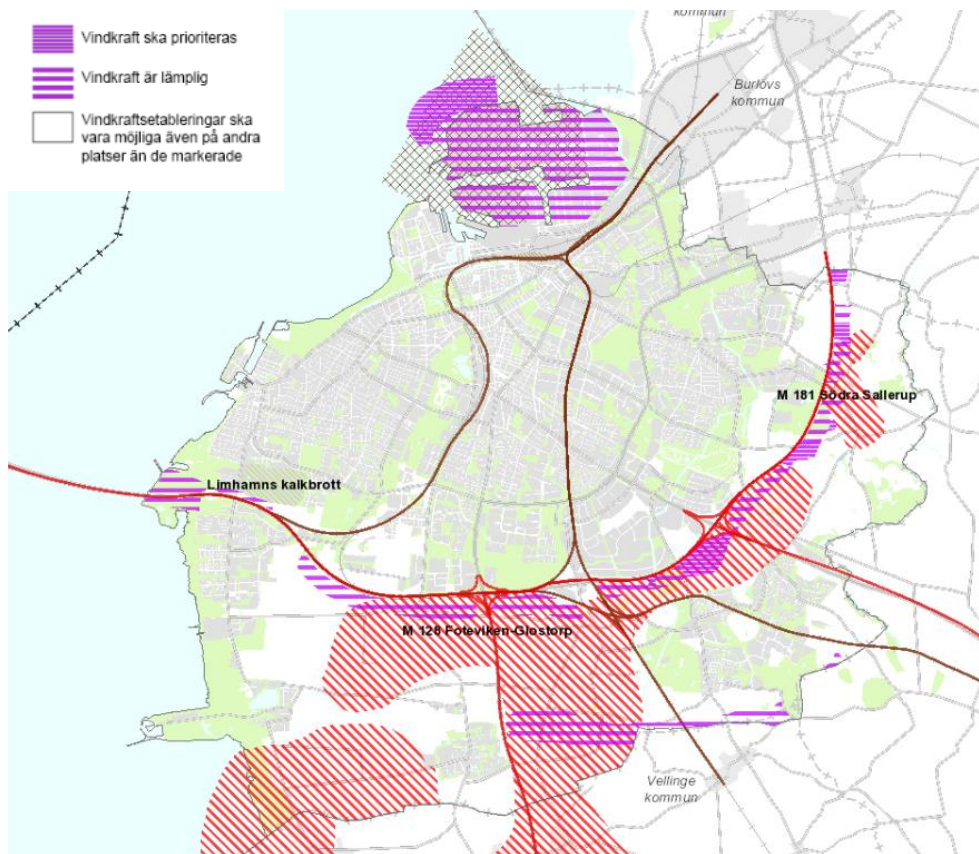 kommun
Vindkraft ska prioriteras
Vindkraft är lämplig
Vindkraftsetableringar ska
vara möjliga även på andra
platser än de markerade
Burlövs
kommun
M 181 Södra Sallerup
Limhamns kalkbrott
M 128 Foteviken-Glostorp
Vellinge
kommun